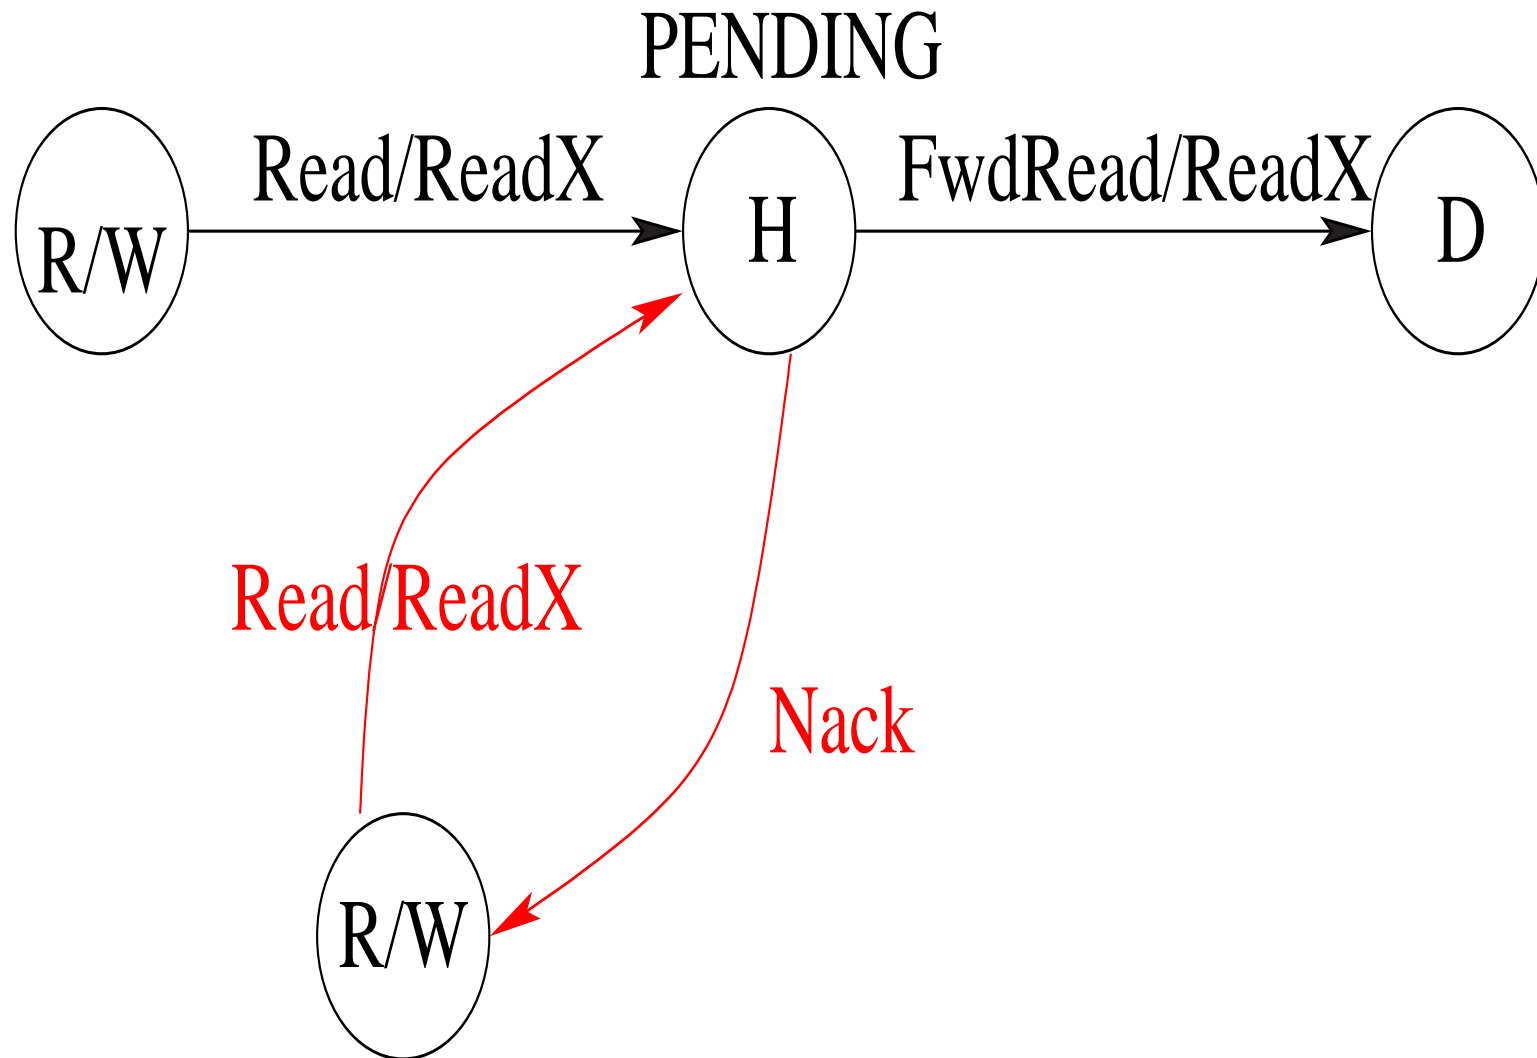 PENDING
Read/ReadX
FwdRead/ReadX
R/W
H
D
Read/ReadX
Nack
R/W